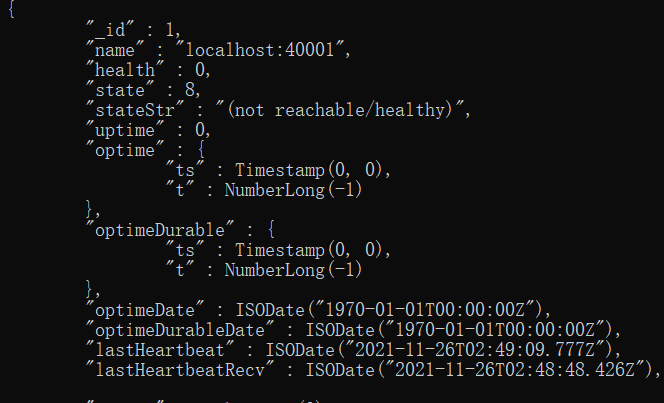 {
"_id" : 1,
"name" : "localhost:40001",
"health" : 0,
"state" : 8,
"stateStr" : "(not reachable/healthy)",
"uptime" : 0,
"optime" : {
"ts" : Timestamp(0, 0),
"t" : NumberLong(-1)
},
"optimeDurable" : {
"ts" : Timestamp(0, 0),
"t" : NumberLong(-1)
},
"optimeDate" : ISODate("1970-01-01T00:00:00Z"),
"optimeDurableDate" : ISODate("1970-01-01T00:00:00Z"),
"lastHeartbeat" : ISODate("2021-11-26T02:49:09.777Z"),
"lastHeartbeatRecv" : ISODate("2021-11-26T02:48:48.426Z"),